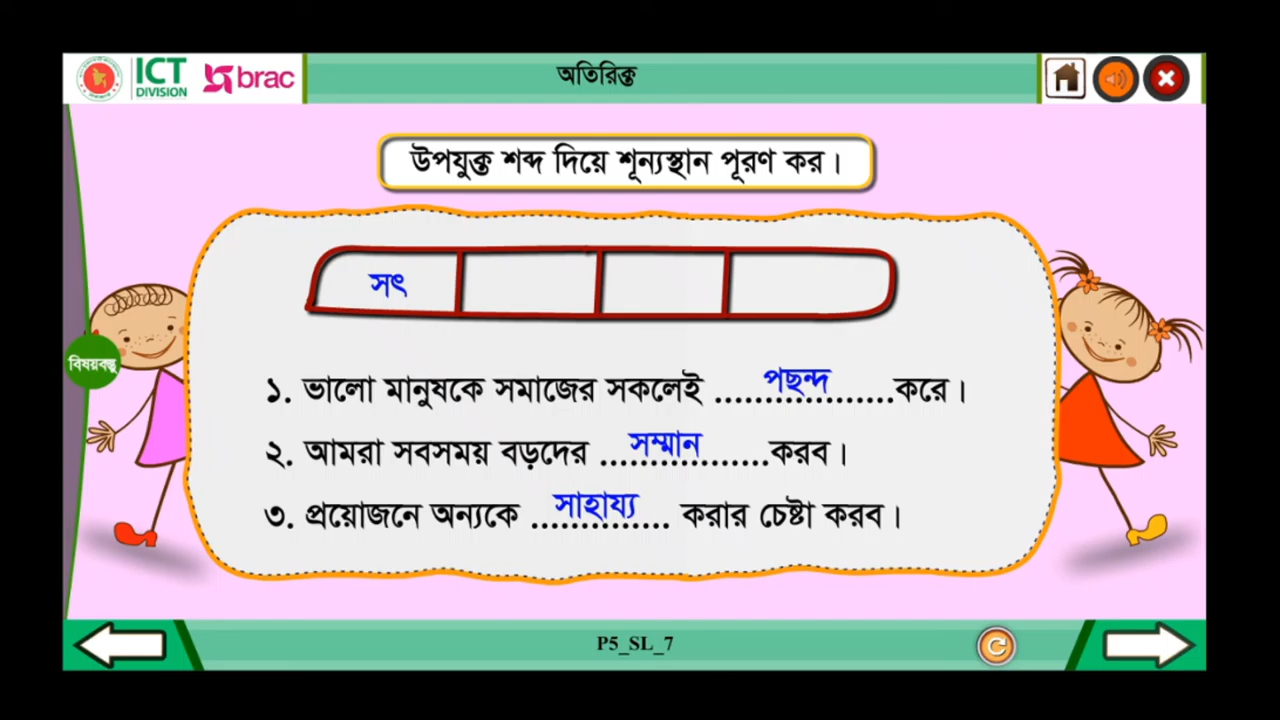 ICT DIVISION brac
অতিরিক্ত
উপযুক্ত শব্দ দিয়ে শূন্যস্থান পূরণ কর।
সৎ
বিষয়বস্তু
১. ভালো মানুষকে সমাজের সকলেই ..................পছন্দ করে।
২. আমরা সবসময় বড়দের .................সম্মান করব।
৩. প্রয়োজনে অন্যকে ..............সাহায্য করার চেষ্টা করব।
P5_SL_7